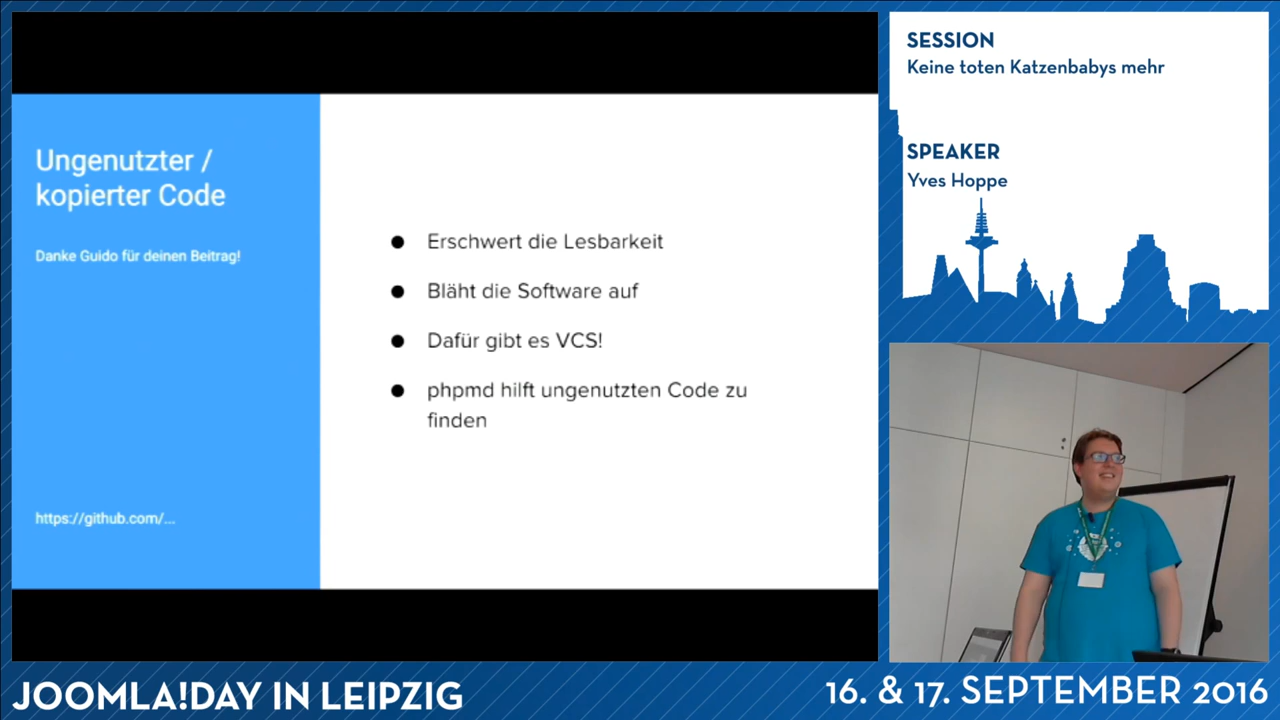 Ungenutzter /
kopierter Code
Danke Guido für deinen Beitrag!
https://github.com/...
● Erschwert die Lesbarkeit
● Bläht die Software auf
● Dafür gibt es VCS!
● phpmd hilft ungenutzten Code zu
finden
SESSION
Keine toten Katzenbabys mehr
SPEAKER
Yves Hoppe
JOOMLA!DAY IN LEIPZIG
16. & 17. SEPTEMBER 2016